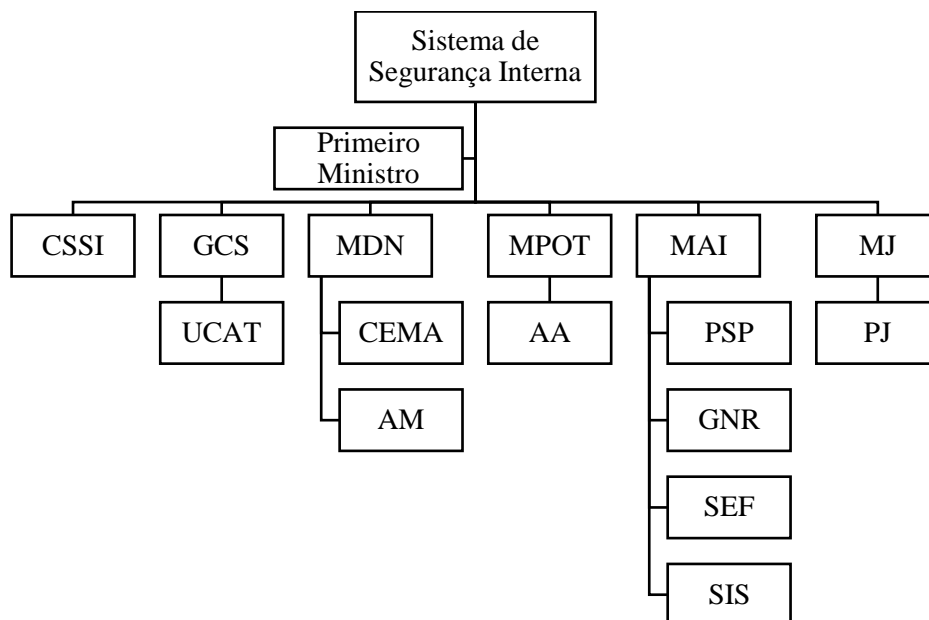 Sistema de
Segurança Interna
Primeiro
Ministro
CSSI
GCS
MDN
MPOT
MAI
MJ
UCAT
CEMA
AA
PSP
PJ
AM
GNR
SEF
SIS